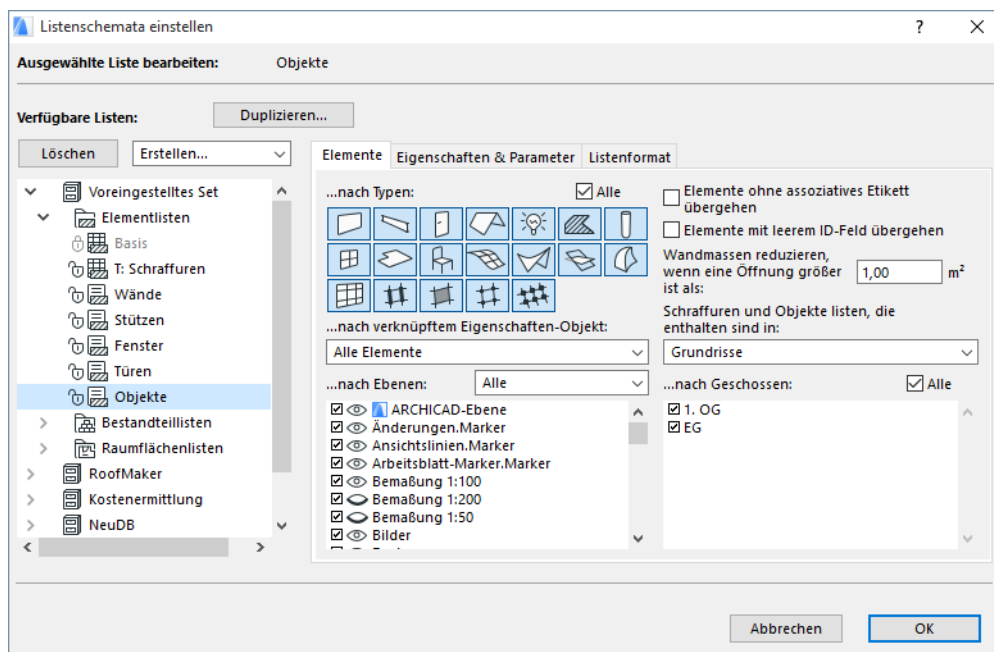 Listenschemata einstellen
?
Ausgewählte Liste bearbeiten: Objekte
Verfügbare Listen:
Duplizieren...
Löschen
Erstellen...
Voreingestelltes Set
Elementlisten
Basis
T: Schraffuren
Wände
Stützen
Fenster
Türen
Objekte
Bestandteillisten
Raumflächenlisten
RoofMaker
Kostenermittlung
NeuDB
Elemente
Eigenschaften & Parameter
Listenformat
...nach Typen:
Alle
...nach verknüpftem Eigenschaften-Objekt:
Alle Elemente
...nach Ebenen:
Alle
ARCHICAD-Ebene
Änderungen.Marker
Ansichtslinien.Marker
Arbeitsblatt-Marker.Marker
Bemaßung 1:100
Bemaßung 1:200
Bemaßung 1:50
Bilder
Elemente ohne assoziatives Etikett
übergehen
Elemente mit leerem ID-Feld übergehen
Wandmassen reduzieren,
wenn eine Öffnung größer
ist als:
1,00 m²
Schraffuren und Objekte listen, die
enthalten sind in:
Grundrisse
...nach Geschossen:
Alle
1. OG
EG
Abbrechen
OK